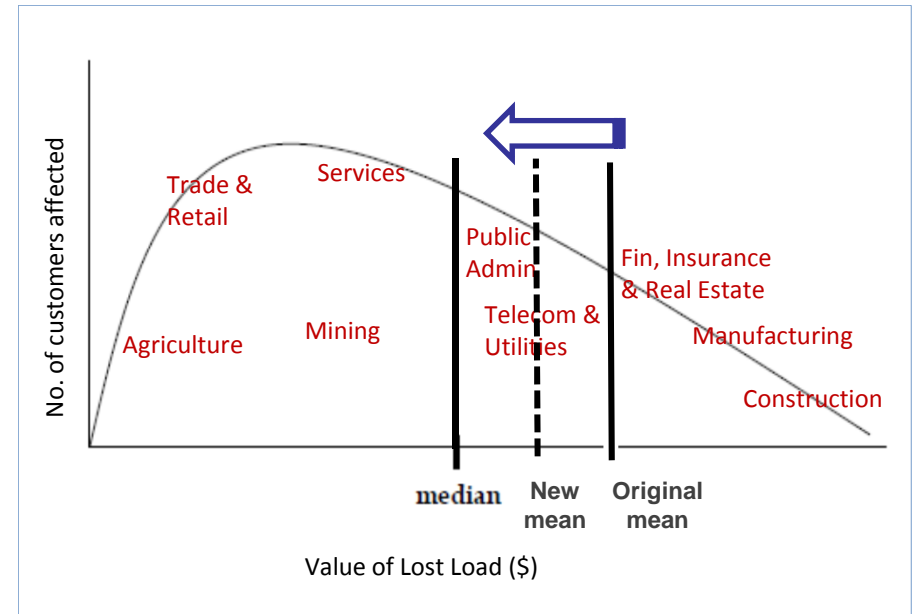 No. of customers affected
Trade &
Retail
Services
Public
Admin
Fin, Insurance
& Real Estate
Agriculture
Mining
Telecom &
Utilities
Manufacturing
Construction
median
New
mean
Original
mean
Value of Lost Load ($)